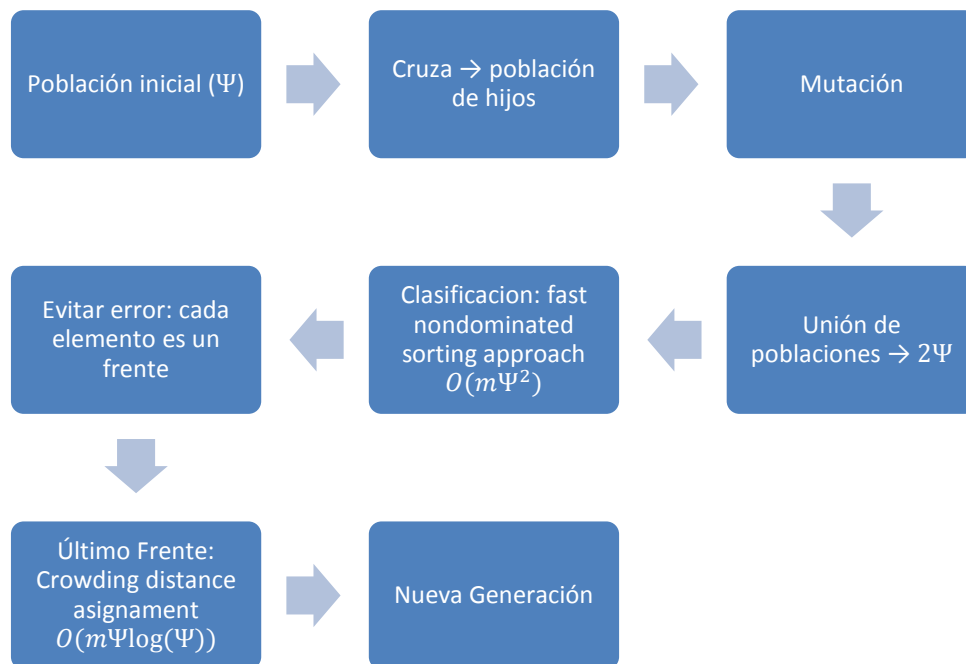 Población inicial (Ψ)
Cruza → población
de hijos
Mutación
Unión de
poblaciones → 2Ψ
Clasificacion: fast
nondominated
sorting approach
O(mΨ²)
Evitar error: cada
elemento es un
frente
Último Frente:
Crowding distance
asignament
O(mΨlog(Ψ))
Nueva Generación